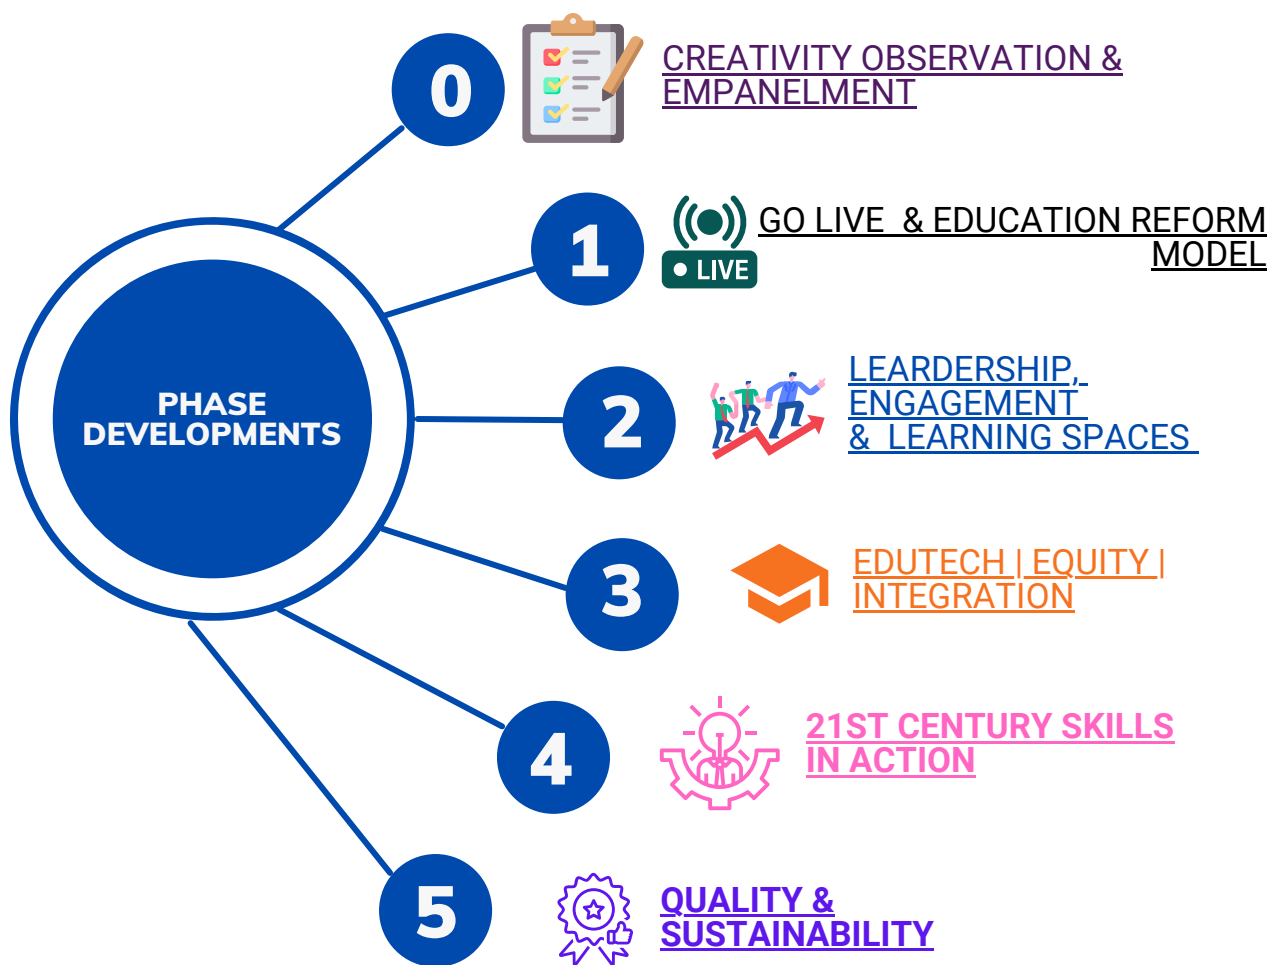 0
CREATIVITY OBSERVATION &
EMPANELMENT
1
LIVE
GO LIVE & EDUCATION REFORM
MODEL
PHASE
DEVELOPMENTS
2
LEARDERSHIP,
ENGAGEMENT
& LEARNING SPACES
3
EDUTECH | EQUITY |
INTEGRATION
4
21ST CENTURY SKILLS
IN ACTION
5
QUALITY &
SUSTAINABILITY